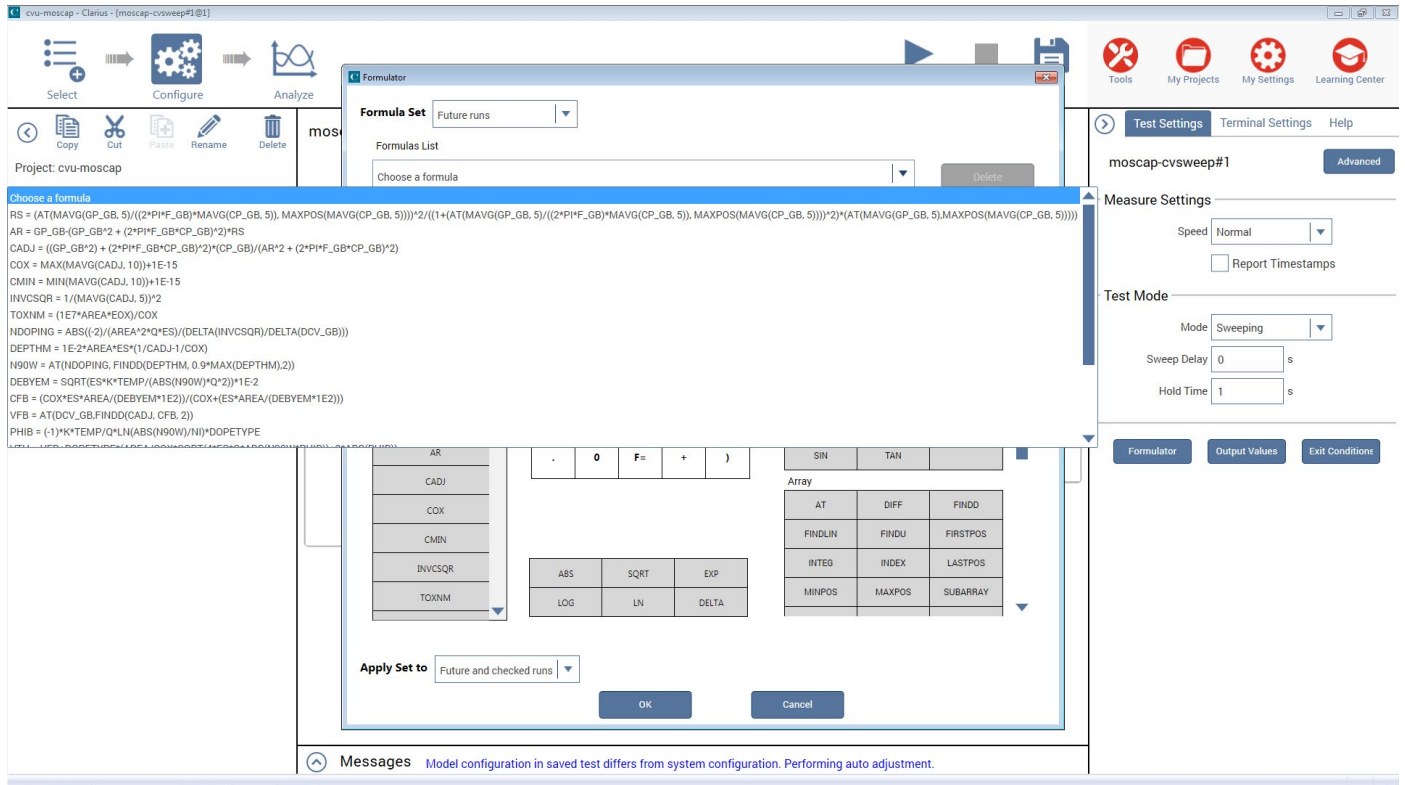 cvu-moscap - Clarius - [moscap-cvsweep#1@1]
Select
Configure
Analyze
Tools
My Projects
My Settings
Learning Center
Copy
Cut
Paste
Rename
Delete
Project: cvu-moscap
Formulator
Formula Set
Future runs
Formulas List
Choose a formula
Delete
Choose a formula
RS = (AT(MAVG(GP_GB, 5)/((2*PI*F_GB)*MAVG(CP_GB, 5)), MAXPOS(MAVG(CP_GB, 5))))^2/((1+(AT(MAVG(GP_GB, 5)/((2*PI*F_GB)*MAVG(CP_GB, 5)), MAXPOS(MAVG(CP_GB, 5))))^2)*(AT(MAVG(GP_GB, 5),MAXPOS(MAVG(CP_GB, 5)))))
AR = GP_GB-(GP_GB^2 + (2*PI*F_GB*CP_GB)^2)*RS
CADJ = ((GP_GB^2) + (2*PI*F_GB*CP_GB)^2)*(CP_GB)/(AR^2 + (2*PI*F_GB*CP_GB)^2)
COX = MAX(MAVG(CADJ, 10))+1E-15
CMIN = MIN(MAVG(CADJ, 10))+1E-15
INVCSQR = 1/(MAVG(CADJ, 5))^2
TOXNM = (1E7*AREA*EOX)/COX
NDOPING = ABS((-2)/(AREA^2*Q*ES)/(DELTA(INVCSQR)/DELTA(DCV_GB)))
DEPTHM = 1E-2*AREA*ES*(1/CADJ-1/COX)
N90W = AT(NDOPING, FINDD(DEPTHM, 0.9*MAX(DEPTHM),2))
DEBYEM = SQRT(ES*K*TEMP/(ABS(N90W)*Q^2))*1E-2
CFB = (COX*ES*AREA/(DEBYEM*1E2))/(COX+(ES*AREA/(DEBYEM*1E2)))
VFB = AT(DCV_GB,FINDD(CADJ, CFB, 2))
PHIB = (-1)*K*TEMP/Q*LN(ABS(N90W)/NI)*DOPETYPE
AR
CADJ
COX
CMIN
INVCSQR
TOXNM
. 0 F= + )
ABS SQRT EXP
LOG LN DELTA
SIN TAN
Array
AT DIFF FINDD
FINDLIN FINDU FIRSTPOS
INTEG INDEX LASTPOS
MINPOS MAXPOS SUBARRAY
Apply Set to
Future and checked runs
OK
Cancel
Messages
Model configuration in saved test differs from system configuration. Performing auto adjustment.
Test Settings
Terminal Settings
Help
moscap-cvsweep#1
Advanced
Measure Settings
Speed
Normal
Report Timestamps
Test Mode
Mode
Sweeping
Sweep Delay
0
s
Hold Time
1
s
Formulator
Output Values
Exit Conditions